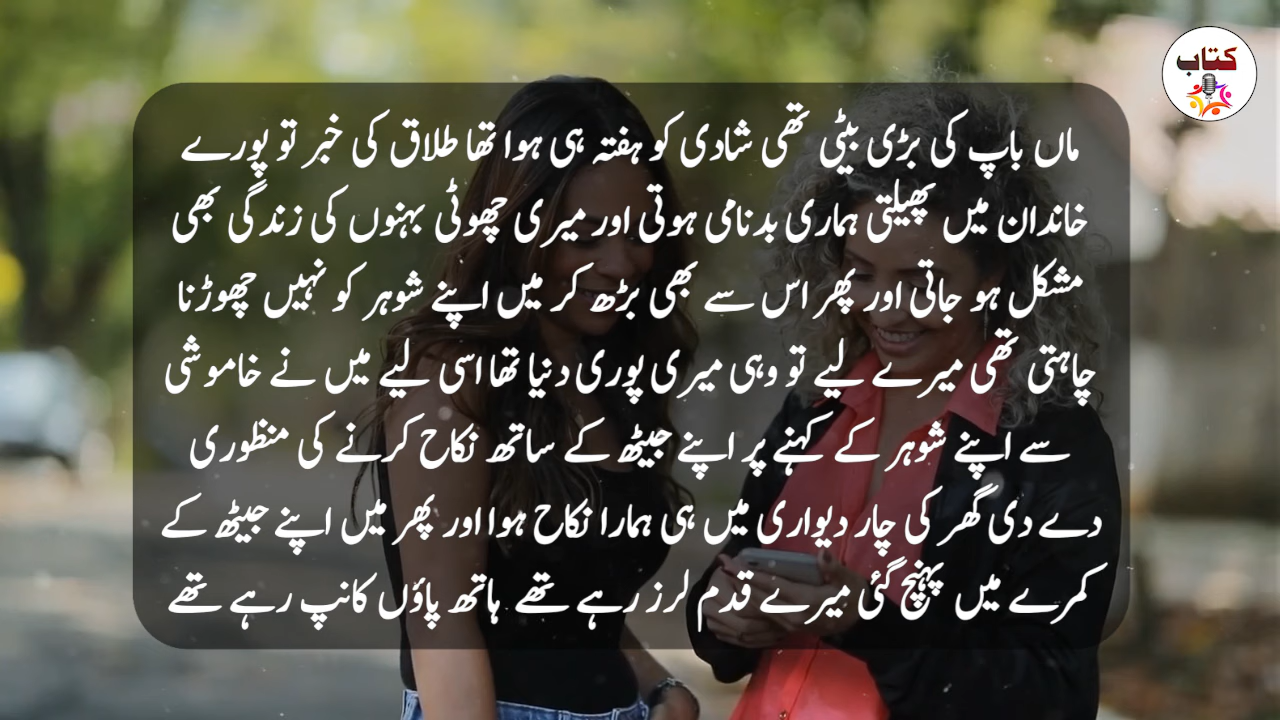 کتاب
ماں باپ کی بڑی بیٹی تھی شادی کو ہفتہ ہی ہوا تھا طلاق کی خبر تو پورے
خاندان میں پھیلتی ہماری بدنامی ہوتی اور میری چھوٹی بہنوں کی زندگی بھی
مشکل ہو جاتی اور پھر اس سے بھی بڑھ کر میں اپنے شوہر کو نہیں چھوڑنا
چاہتی تھی میرے لیے تو وہی میری پوری دنیا تھا اسی لیے میں نے خاموشی
سے اپنے شوہر کے کہنے پر اپنے جیٹھ کے ساتھ نکاح کرنے کی منظوری
دے دی گھر کی چار دیواری میں ہی ہمارا نکاح ہوا اور پھر میں اپنے جیٹھ کے
کمرے میں پہنچ گئی میرے قدم لرز رہے تھے ہاتھ پاؤں کانپ رہے تھے